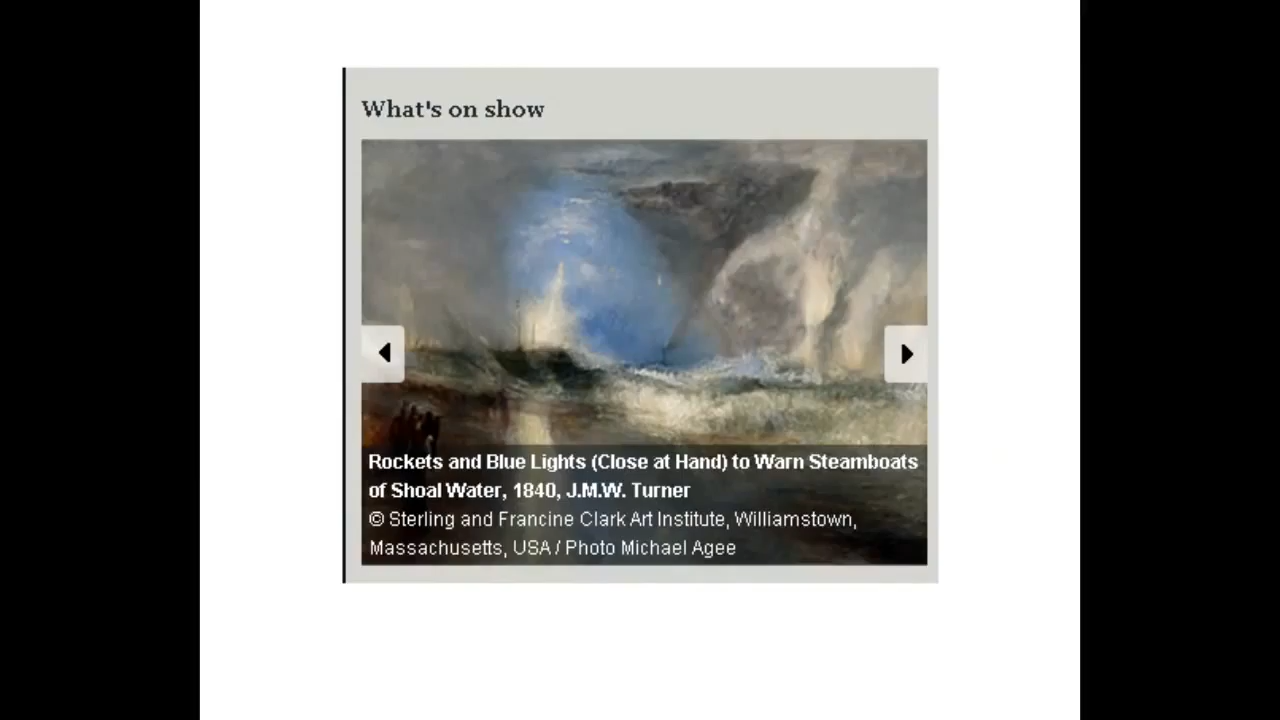 What's on show
Rockets and Blue Lights (Close at Hand) to Warn Steamboats
of Shoal Water, 1840, J.M.W. Turner
© Sterling and Francine Clark Art Institute, Williamstown,
Massachusetts, USA / Photo Michael Agee